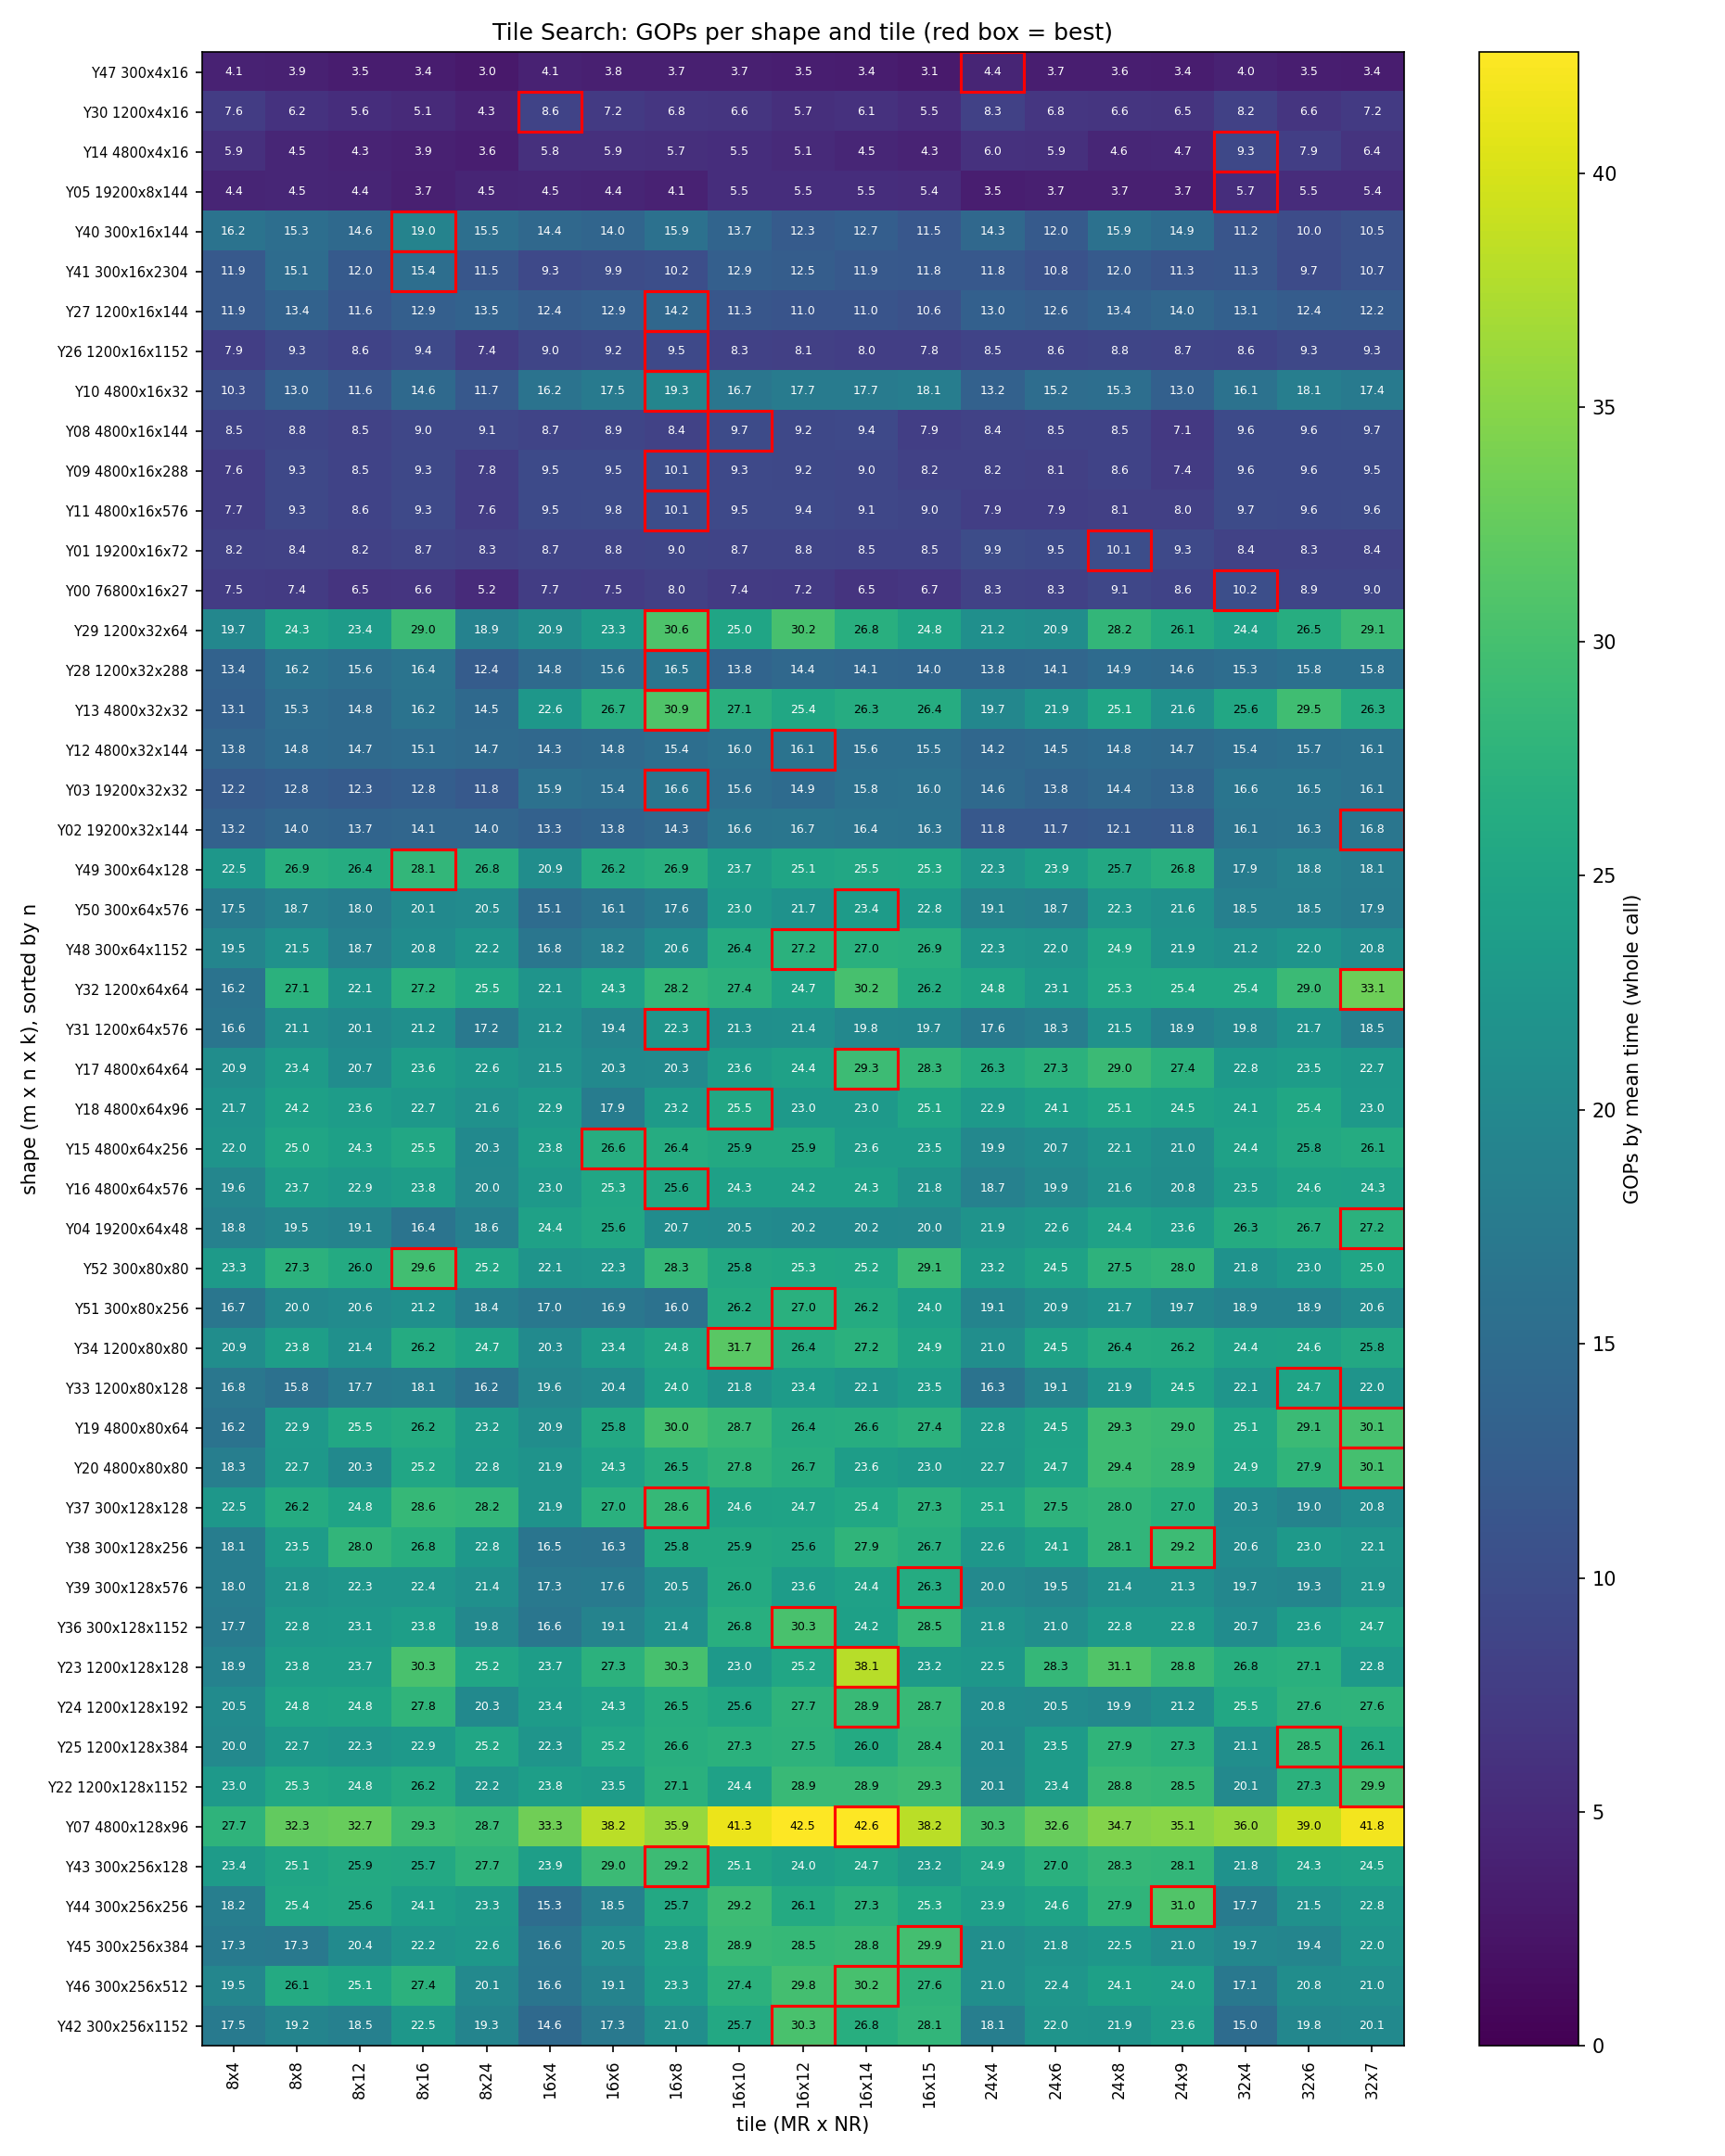 Tile Search: GOPs per shape and tile (red box = best)
Y47 300x4x16 4.1 3.9 3.5 3.4 3.0 4.1 3.8 3.7 3.7 3.5 3.4 3.1 4.4 3.7 3.6 3.4 4.0 3.5 3.4
Y30 1200x4x16 7.6 6.2 5.6 5.1 4.3 8.6 7.2 6.8 6.6 5.7 6.1 5.5 8.3 6.8 6.6 6.5 8.2 6.6 7.2
Y14 4800x4x16 5.9 4.5 4.3 3.9 3.6 5.8 5.9 5.7 5.5 5.1 4.5 4.3 6.0 5.9 4.6 4.7 9.3 7.9 6.4
Y05 19200x8x144 4.4 4.5 4.4 3.7 4.5 4.5 4.4 4.1 5.5 5.5 5.5 5.4 3.5 3.7 3.7 3.7 5.7 5.5 5.4
Y40 300x16x144 16.2 15.3 14.6 19.0 15.5 14.4 14.0 15.9 13.7 12.3 12.7 11.5 14.3 12.0 15.9 14.9 11.2 10.0 10.5
Y41 300x16x2304 11.9 15.1 12.0 15.4 11.5 9.3 9.9 10.2 12.9 12.5 11.9 11.8 11.8 10.8 12.0 11.3 11.3 9.7 10.7
Y27 1200x16x144 11.9 13.4 11.6 12.9 13.5 12.4 12.9 14.2 11.3 11.0 11.0 10.6 13.0 12.6 13.4 14.0 13.1 12.4 12.2
Y26 1200x16x1152 7.9 9.3 8.6 9.4 7.4 9.0 9.2 9.5 8.3 8.1 8.0 7.8 8.5 8.6 8.8 8.7 8.6 9.3 9.3
Y10 4800x16x32 10.3 13.0 11.6 14.6 11.7 16.2 17.5 19.3 16.7 17.7 17.7 18.1 13.2 15.2 15.3 13.0 16.1 18.1 17.4
Y08 4800x16x144 8.5 8.8 8.5 9.0 9.1 8.7 8.9 8.4 9.7 9.2 9.4 7.9 8.4 8.5 8.5 7.1 9.6 9.6 9.7
Y09 4800x16x288 7.6 9.3 8.5 9.3 7.8 9.5 9.5 10.1 9.3 9.2 9.0 8.2 8.2 8.1 8.6 7.4 9.6 9.6 9.5
Y11 4800x16x576 7.7 9.3 8.6 9.3 7.6 9.5 9.8 10.1 9.5 9.4 9.1 9.0 7.9 7.9 8.1 8.0 9.7 9.6 9.6
Y01 19200x16x72 8.2 8.4 8.2 8.7 8.3 8.7 8.8 9.0 8.7 8.8 8.5 8.5 9.9 9.5 10.1 9.3 8.4 8.3 8.4
Y00 76800x16x27 7.5 7.4 6.5 6.6 5.2 7.7 7.5 8.0 7.4 7.2 6.5 6.7 8.3 8.3 9.1 8.6 10.2 8.9 9.0
Y29 1200x32x64 19.7 24.3 23.4 29.0 18.9 20.9 23.3 30.6 25.0 30.2 26.8 24.8 21.2 20.9 28.2 26.1 24.4 26.5 29.1
Y28 1200x32x288 13.4 16.2 15.6 16.4 12.4 14.8 15.6 16.5 13.8 14.4 14.1 14.0 13.8 14.1 14.9 14.6 15.3 15.8 15.8
Y13 4800x32x32 13.1 15.3 14.8 16.2 14.5 22.6 26.7 30.9 27.1 25.4 26.3 26.4 19.7 21.9 25.1 21.6 25.6 29.5 26.3
Y12 4800x32x144 13.8 14.8 14.7 15.1 14.7 14.3 14.8 15.4 16.0 16.1 15.6 15.5 14.2 14.5 14.8 14.7 15.4 15.7 16.1
Y03 19200x32x32 12.2 12.8 12.3 12.8 11.8 15.9 15.4 16.6 15.6 14.9 15.8 16.0 14.6 13.8 14.4 13.8 16.6 16.5 16.1
Y02 19200x32x144 13.2 14.0 13.7 14.1 14.0 13.3 13.8 14.3 16.6 16.7 16.4 16.3 11.8 11.7 12.1 11.8 16.1 16.3 16.8
Y49 300x64x128 22.5 26.9 26.4 28.1 26.8 20.9 26.2 26.9 23.7 25.1 25.5 25.3 22.3 23.9 25.7 26.8 17.9 18.8 18.1
Y50 300x64x576 17.5 18.7 18.0 20.1 20.5 15.1 16.1 17.6 23.0 21.7 23.4 22.8 19.1 18.7 22.3 21.6 18.5 18.5 17.9
Y48 300x64x1152 19.5 21.5 18.7 20.8 22.2 16.8 18.2 20.6 26.4 27.2 27.0 26.9 22.3 22.0 24.9 21.9 21.2 22.0 20.8
Y32 1200x64x64 16.2 27.1 22.1 27.2 25.5 22.1 24.3 28.2 27.4 24.7 30.2 26.2 24.8 23.1 25.3 25.4 25.4 29.0 33.1
Y31 1200x64x576 16.6 21.1 20.1 21.2 17.2 21.2 19.4 22.3 21.3 21.4 19.8 19.7 17.6 18.3 21.5 18.9 19.8 21.7 18.5
Y17 4800x64x64 20.9 23.4 20.7 23.6 22.6 21.5 20.3 20.3 23.6 24.4 29.3 28.3 26.3 27.3 29.0 27.4 22.8 23.5 22.7
Y18 4800x64x96 21.7 24.2 23.6 22.7 21.6 22.9 17.9 23.2 25.5 23.0 23.0 25.1 22.9 24.1 25.1 24.5 24.1 25.4 23.0
Y15 4800x64x256 22.0 25.0 24.3 25.5 20.3 23.8 26.6 26.4 25.9 25.9 23.6 23.5 19.9 20.7 22.1 21.0 24.4 25.8 26.1
Y16 4800x64x576 19.6 23.7 22.9 23.8 20.0 23.0 25.3 25.6 24.3 24.2 24.3 21.8 18.7 19.9 21.6 20.8 23.5 24.6 24.3
Y04 19200x64x48 18.8 19.5 19.1 16.4 18.6 24.4 25.6 20.7 20.5 20.2 20.2 20.0 21.9 22.6 24.4 23.6 26.3 26.7 27.2
Y52 300x80x80 23.3 27.3 26.0 29.6 25.2 22.1 22.3 28.3 25.8 25.3 25.2 29.1 23.2 24.5 27.5 28.0 21.8 23.0 25.0
Y51 300x80x256 16.7 20.0 20.6 21.2 18.4 17.0 16.9 16.0 26.2 27.0 26.2 24.0 19.1 20.9 21.7 19.7 18.9 18.9 20.6
Y34 1200x80x80 20.9 23.8 21.4 26.2 24.7 20.3 23.4 24.8 31.7 26.4 27.2 24.9 21.0 24.5 26.4 26.2 24.4 24.6 25.8
Y33 1200x80x128 16.8 15.8 17.7 18.1 16.2 19.6 20.4 24.0 21.8 23.4 22.1 23.5 16.3 19.1 21.9 24.5 22.1 24.7 22.0
Y19 4800x80x64 16.2 22.9 25.5 26.2 23.2 20.9 25.8 30.0 28.7 26.4 26.6 27.4 22.8 24.5 29.3 29.0 25.1 29.1 30.1
Y20 4800x80x80 18.3 22.7 20.3 25.2 22.8 21.9 24.3 26.5 27.8 26.7 23.6 23.0 22.7 24.7 29.4 28.9 24.9 27.9 30.1
Y37 300x128x128 22.5 26.2 24.8 28.6 28.2 21.9 27.0 28.6 24.6 24.7 25.4 27.3 25.1 27.5 28.0 27.0 20.3 19.0 20.8
Y38 300x128x256 18.1 23.5 28.0 26.8 22.8 16.5 16.3 25.8 25.9 25.6 27.9 26.7 22.6 24.1 28.1 29.2 20.6 23.0 22.1
Y39 300x128x576 18.0 21.8 22.3 22.4 21.4 17.3 17.6 20.5 26.0 23.6 24.4 26.3 20.0 19.5 21.4 21.3 19.7 19.3 21.9
Y36 300x128x1152 17.7 22.8 23.1 23.8 19.8 16.6 19.1 21.4 26.8 30.3 24.2 28.5 21.8 21.0 22.8 22.8 20.7 23.6 24.7
Y23 1200x128x128 18.9 23.8 23.7 30.3 25.2 23.7 27.3 30.3 23.0 25.2 38.1 23.2 22.5 28.3 31.1 28.8 26.8 27.1 22.8
Y24 1200x128x192 20.5 24.8 24.8 27.8 20.3 23.4 24.3 26.5 25.6 27.7 28.9 28.7 20.8 20.5 19.9 21.2 25.5 27.6 27.6
Y25 1200x128x384 20.0 22.7 22.3 22.9 25.2 22.3 25.2 26.6 27.3 27.5 26.0 28.4 20.1 23.5 27.9 27.3 21.1 28.5 26.1
Y22 1200x128x1152 23.0 25.3 24.8 26.2 22.2 23.8 23.5 27.1 24.4 28.9 28.9 29.3 20.1 23.4 28.8 28.5 20.1 27.3 29.9
Y07 4800x128x96 27.7 32.3 32.7 29.3 28.7 33.3 38.2 35.9 41.3 42.5 42.6 38.2 30.3 32.6 34.7 35.1 36.0 39.0 41.8
Y43 300x256x128 23.4 25.1 25.9 25.7 27.7 23.9 29.0 29.2 25.1 24.0 24.7 23.2 24.9 27.0 28.3 28.1 21.8 24.3 24.5
Y44 300x256x256 18.2 25.4 25.6 24.1 23.3 15.3 18.5 25.7 29.2 26.1 27.3 25.3 23.9 24.6 27.9 31.0 17.7 21.5 22.8
Y45 300x256x384 17.3 17.3 20.4 22.2 22.6 16.6 20.5 23.8 28.9 28.5 28.8 29.9 21.0 21.8 22.5 21.0 19.7 19.4 22.0
Y46 300x256x512 19.5 26.1 25.1 27.4 20.1 16.6 19.1 23.3 27.4 29.8 30.2 27.6 21.0 22.4 24.1 24.0 17.1 20.8 21.0
Y42 300x256x1152 17.5 19.2 18.5 22.5 19.3 14.6 17.3 21.0 25.7 30.3 26.8 28.1 18.1 22.0 21.9 23.6 15.0 19.8 20.1
8x4 8x8 8x12 8x16 8x24 16x4 16x6 16x8 16x10 16x12 16x14 16x15 24x4 24x6 24x8 24x9 32x4 32x6 32x7
tile (MR x NR)
shape (m x n x k), sorted by n
40
35
30
25
20
15
10
5
0
GOPs by mean time (whole call)